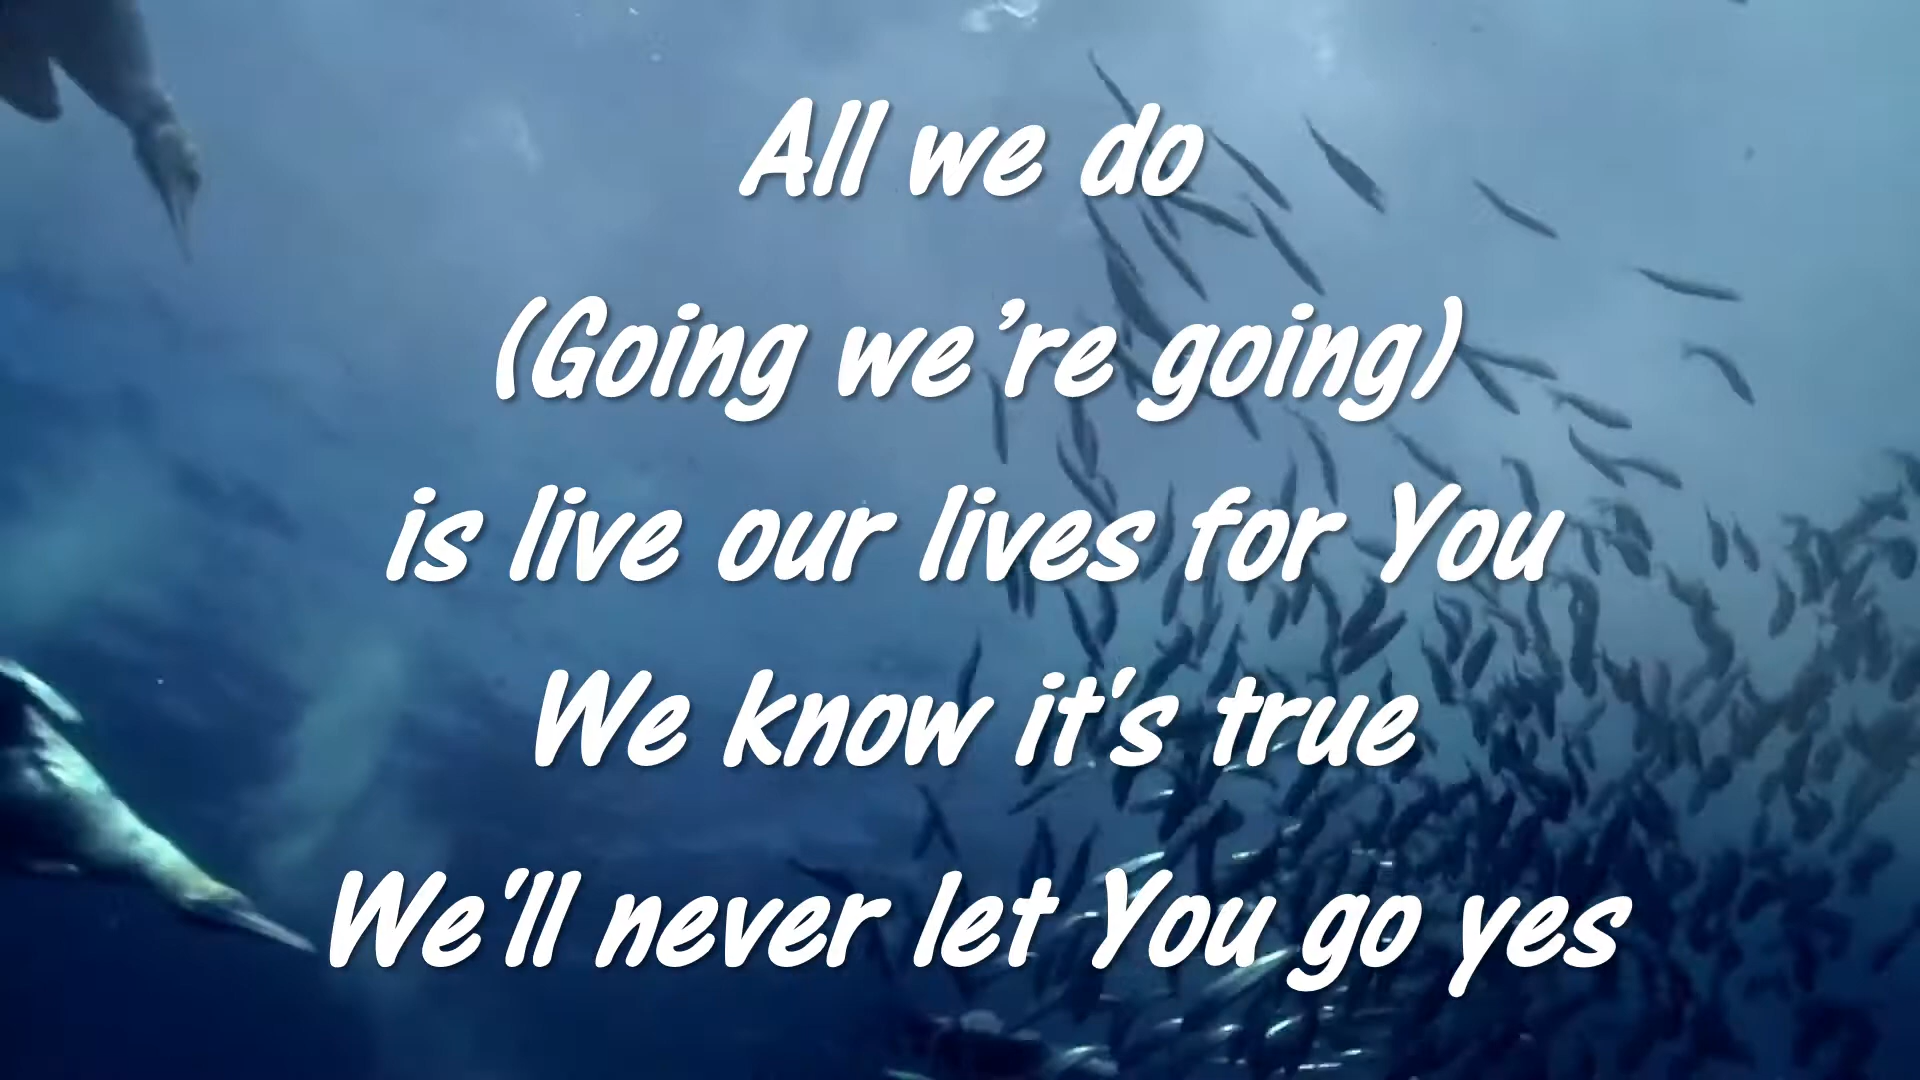 All we do
(Going we’re going)
is live our lives for You
We know it's true
We'll never let You go yes